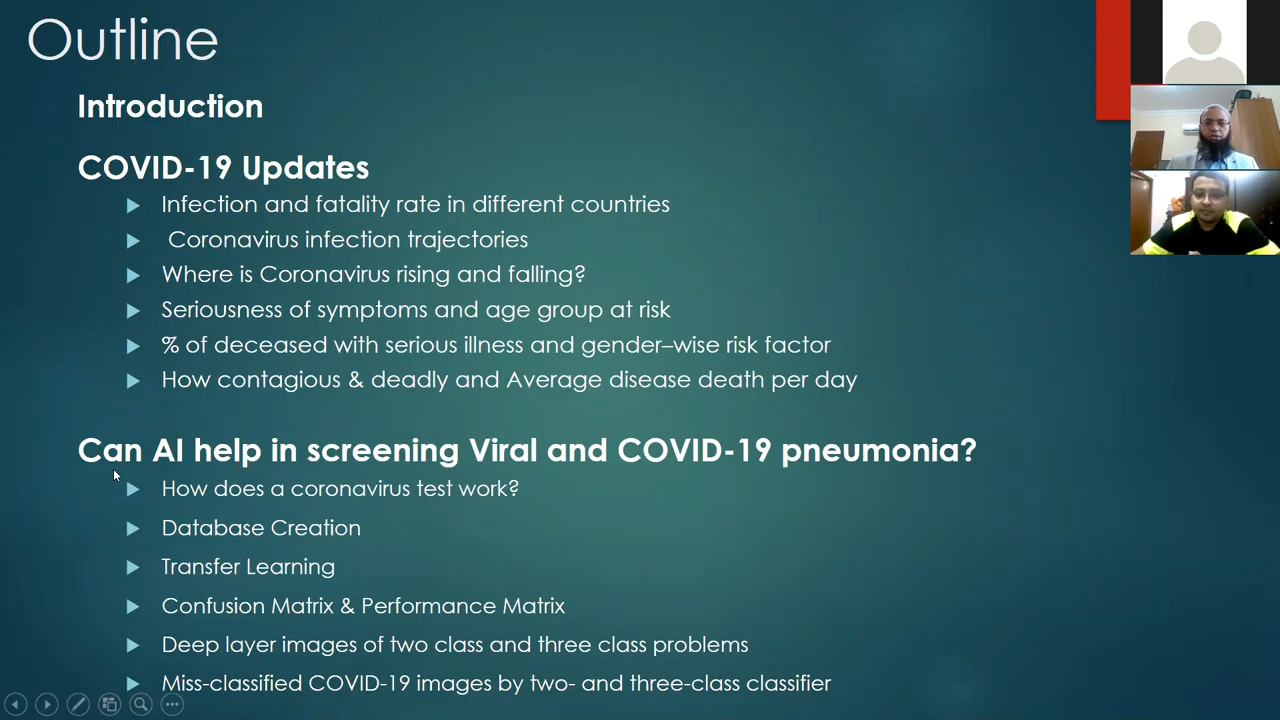 Outline
Introduction
COVID-19 Updates
Infection and fatality rate in different countries
Coronavirus infection trajectories
Where is Coronavirus rising and falling?
Seriousness of symptoms and age group at risk
% of deceased with serious illness and gender–wise risk factor
How contagious & deadly and Average disease death per day
Can AI help in screening Viral and COVID-19 pneumonia?
How does a coronavirus test work?
Database Creation
Transfer Learning
Confusion Matrix & Performance Matrix
Deep layer images of two class and three class problems
Miss-classified COVID-19 images by two- and three-class classifier